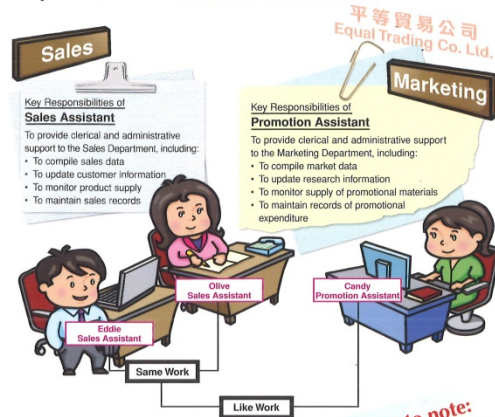 平等貿易公司
Equal Trading Co. Ltd.
Sales
Marketing
Key Responsibilities of
Sales Assistant
To provide clerical and administrative
support to the Sales Department, including:
• To compile sales data
• To update customer information
• To monitor product supply
• To maintain sales records
Key Responsibilities of
Promotion Assistant
To provide clerical and administrative support
to the Marketing Department, including:
• To compile market data
• To update research information
• To monitor supply of promotional materials
• To maintain records of promotional
expenditure
Olive
Sales Assistant
Candy
Promotion Assistant
Eddie
Sales Assistant
Same Work
Like Work
note: